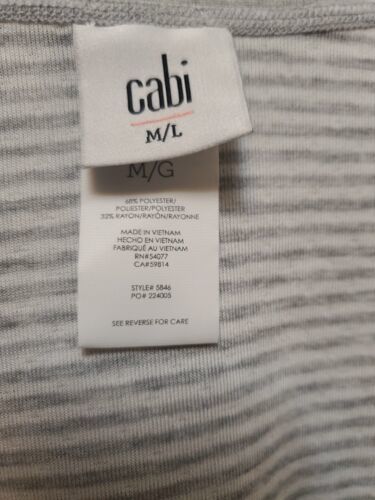 cabi
M/L
M/G
68% POLYESTER/
POLIESTER/POLYESTER
32% RAYON/RAYÓN/RAYONNE
MADE IN VIETNAM
HECHO EN VIETNAM
FABRIQUÉ AU VIETNAM
RN#54077
CA#59814
STYLE# 5846
PO# 224005
SEE REVERSE FOR CARE